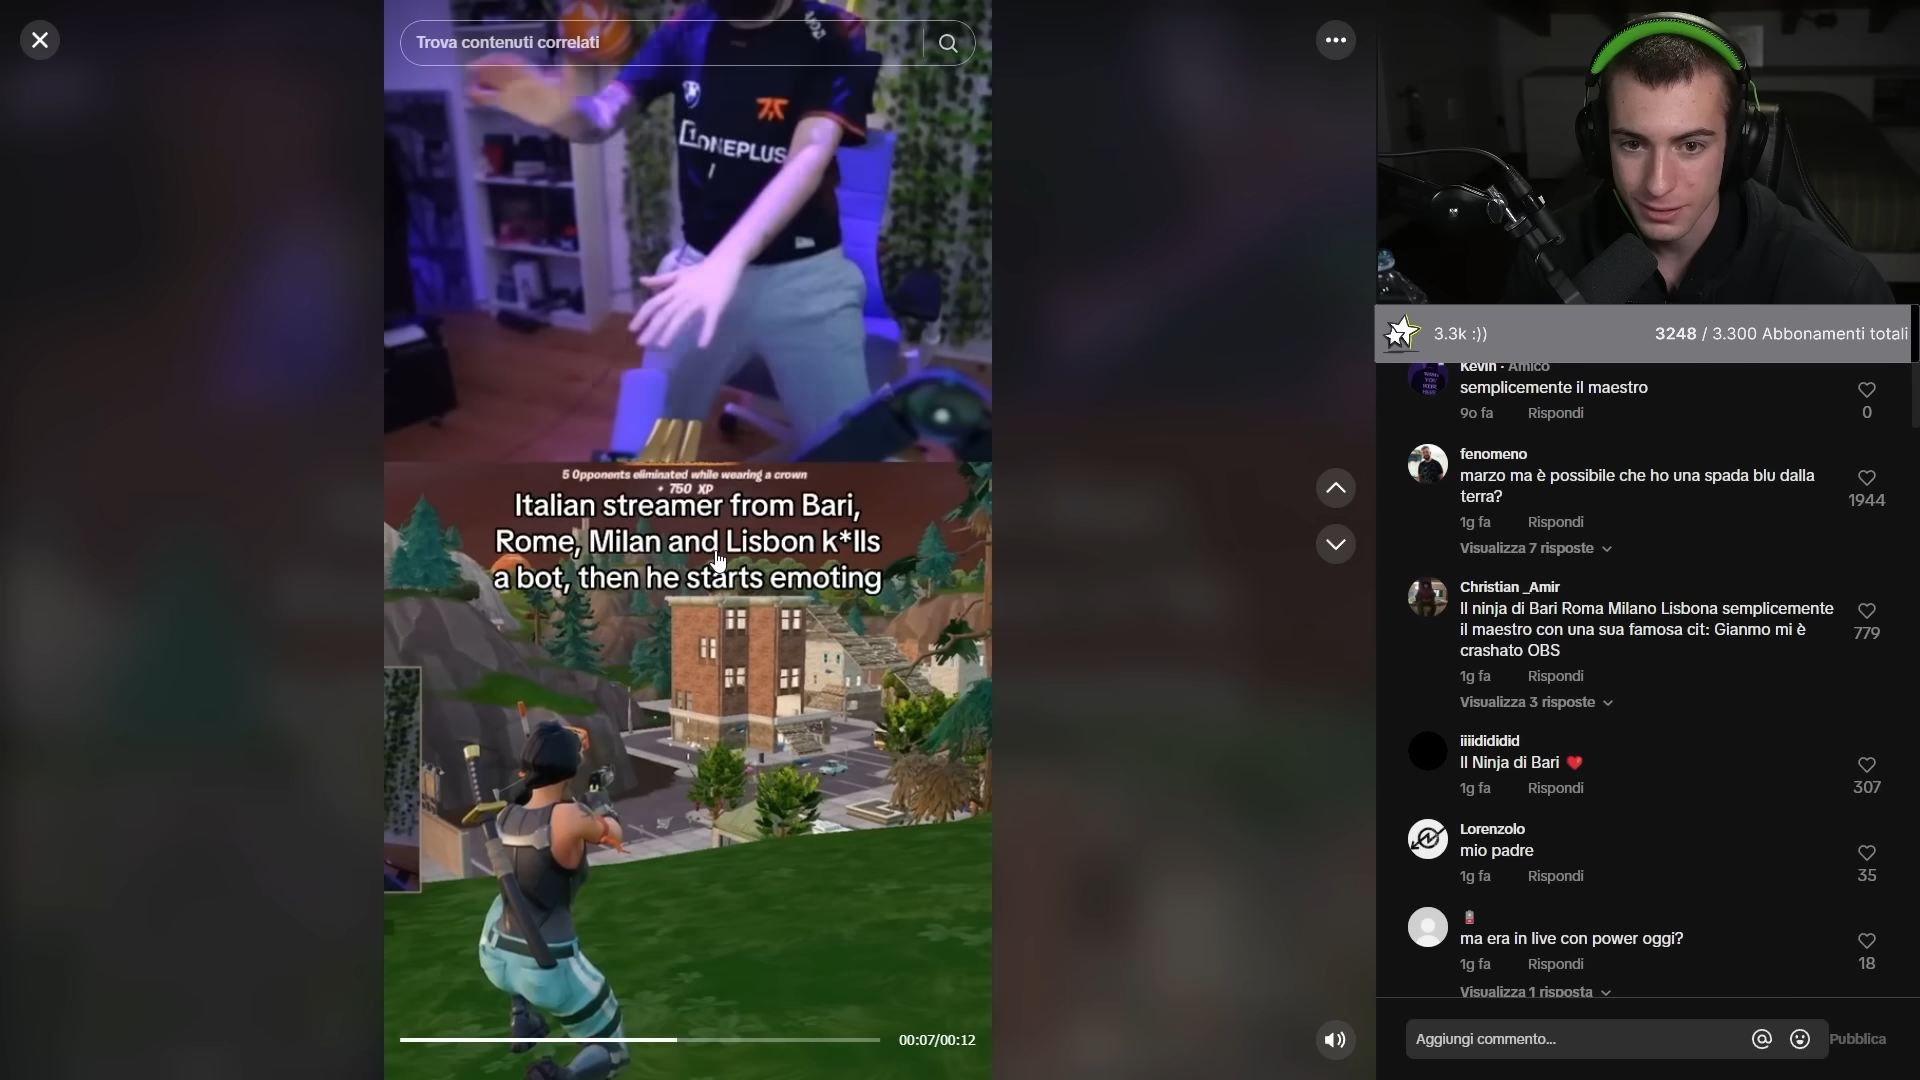 Trova contenuti correlati
ONEPLUS
5 Opponents eliminated while wearing a crown
+ 750 XP
Italian streamer from Bari,
Rome, Milan and Lisbon k*lls
a bot, then he starts emoting
00:07/00:12
3.3k :))
3248 / 3.300 Abbonamenti totali
Kevin · Amico
semplicemente il maestro
9o fa Rispondi
0
fenomeno
marzo ma è possibile che ho una spada blu dalla
terra?
1944
1g fa Rispondi
Visualizza 7 risposte
Christian _Amir
Il ninja di Bari Roma Milano Lisbona semplicemente
il maestro con una sua famosa cit: Gianmo mi è
crashato OBS
779
1g fa Rispondi
Visualizza 3 risposte
iiiidididid
Il Ninja di Bari ❤️
307
1g fa Rispondi
Lorenzolo
mio padre
35
1g fa Rispondi
ma era in live con power oggi?
18
1g fa Rispondi
Visualizza 1 risposta
Aggiungi commento...
Pubblica